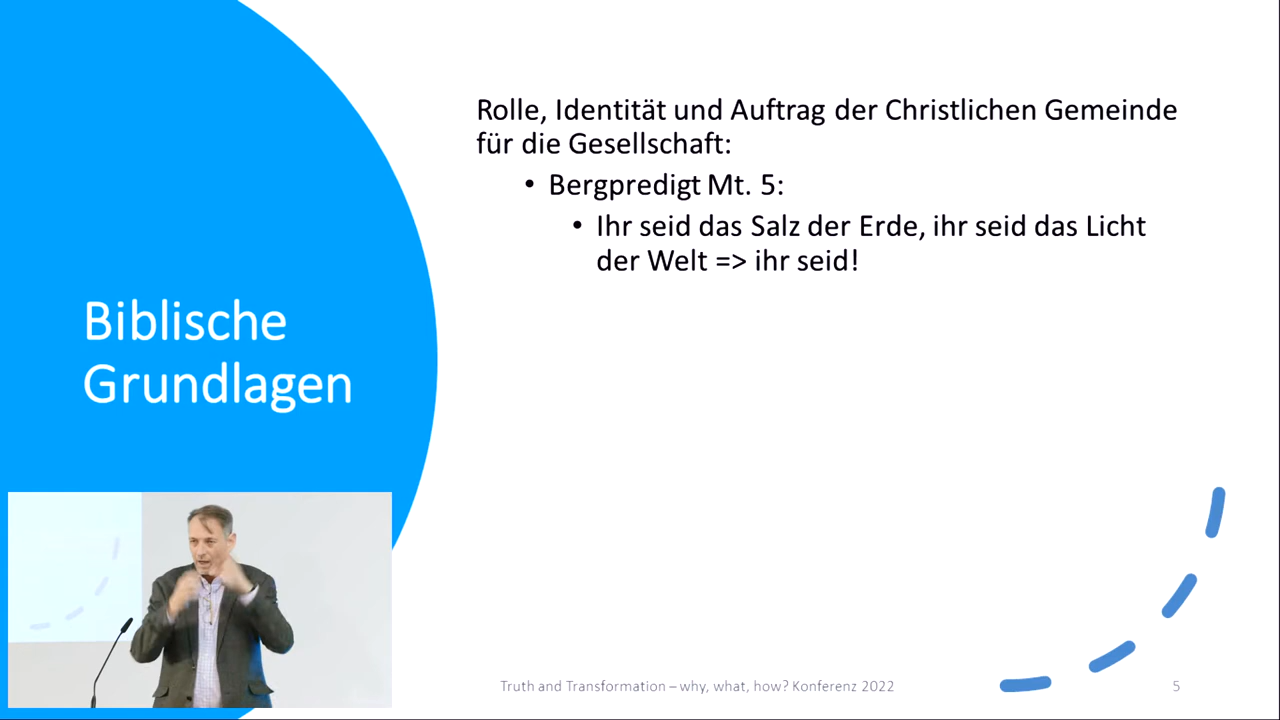 Biblische
Grundlagen
Rolle, Identität und Auftrag der Christlichen Gemeinde
für die Gesellschaft:
• Bergpredigt Mt. 5:
• Ihr seid das Salz der Erde, ihr seid das Licht
der Welt => ihr seid!
Truth and Transformation – why, what, how? Konferenz 2022
5